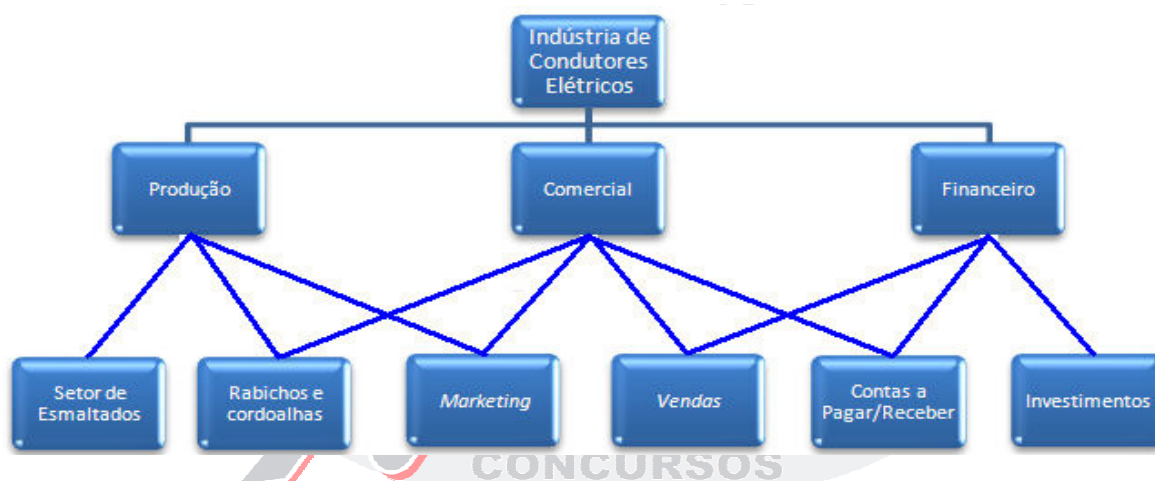 Indústria de
Condutores
Elétricos
Produção
Comercial
Financeiro
Setor de
Esmaltados
Rabichos e
cordoalhas
Marketing
Vendas
Contas a
Pagar/Receber
Investimentos
CONCURSOS